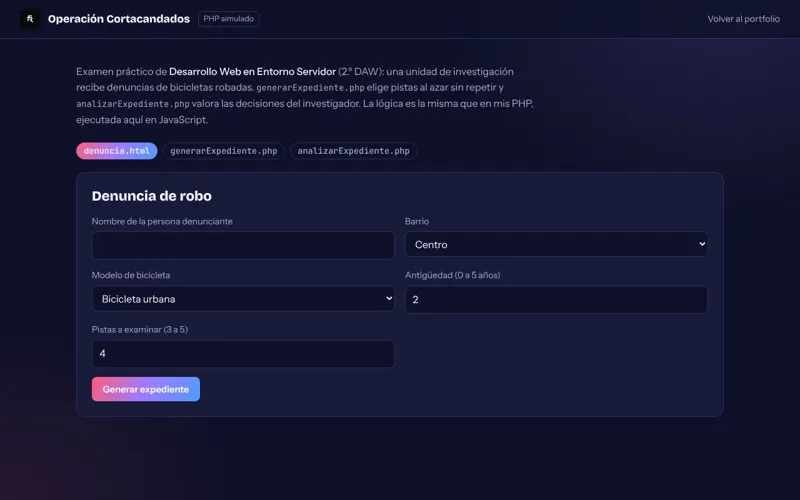 Operación Cortacandados PHP simulado Volver al portfolio
Examen práctico de Desarrollo Web en Entorno Servidor (2.º DAW): una unidad de investigación
recibe denuncias de bicicletas robadas. generarExpediente.php elige pistas al azar sin repetir y
analizarExpediente.php valora las decisiones del investigador. La lógica es la misma que en mis PHP,
ejecutada aquí en JavaScript.
denuncia.html generarExpediente.php analizarExpediente.php
Denuncia de robo
Nombre de la persona denunciante Barrio
Centro
Modelo de bicicleta Antigüedad (0 a 5 años)
Bicicleta urbana 2
Pistas a examinar (3 a 5)
4
Generar expediente